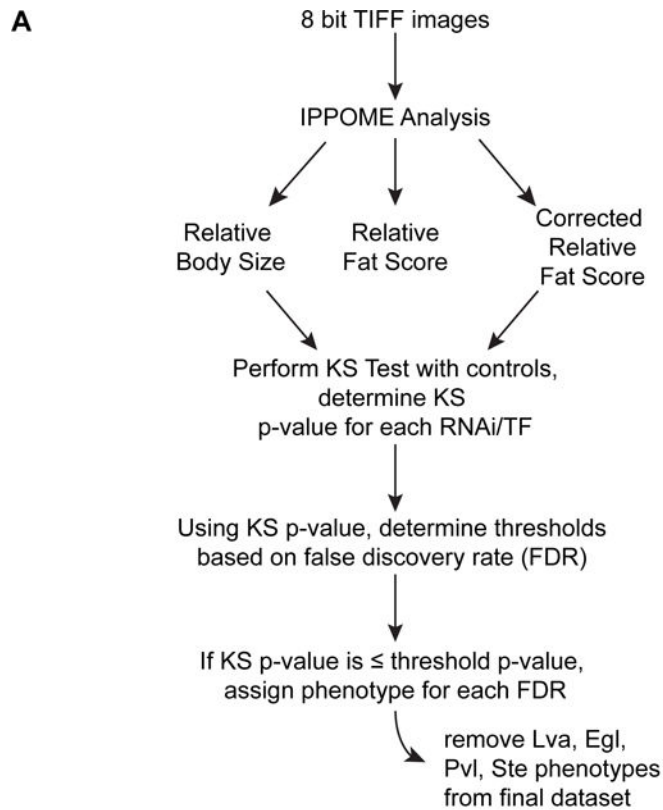 A
8 bit TIFF images
IPPOME Analysis
Relative
Body Size
Relative
Fat Score
Corrected
Relative
Fat Score
Perform KS Test with controls,
determine KS
p-value for each RNAi/TF
Using KS p-value, determine thresholds
based on false discovery rate (FDR)
If KS p-value is ≤ threshold p-value,
assign phenotype for each FDR
remove Lva, Egl,
Pvl, Ste phenotypes
from final dataset